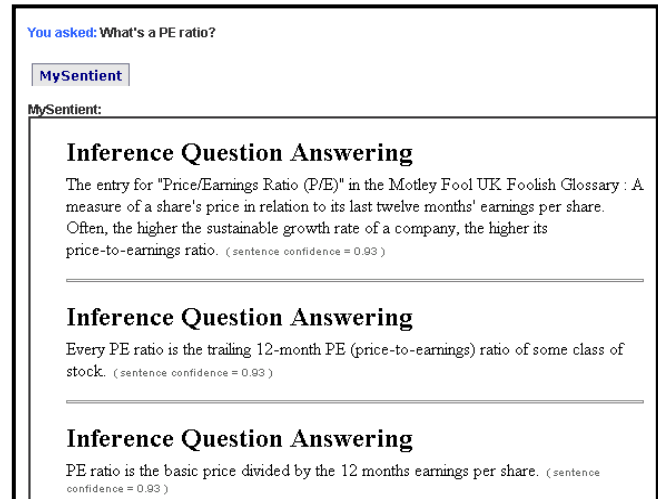 You asked: What's a PE ratio?
MySentient
MySentient:
Inference Question Answering
The entry for "Price/Earnings Ratio (P/E)" in the Motley Fool UK Foolish Glossary : A
measure of a share's price in relation to its last twelve months' earnings per share.
Often, the higher the sustainable growth rate of a company, the higher its
price-to-earnings ratio. ( sentence confidence = 0.93 )
Inference Question Answering
Every PE ratio is the trailing 12-month PE (price-to-earnings) ratio of some class of
stock. ( sentence confidence = 0.93 )
Inference Question Answering
PE ratio is the basic price divided by the 12 months earnings per share. ( sentence
confidence = 0.93 )